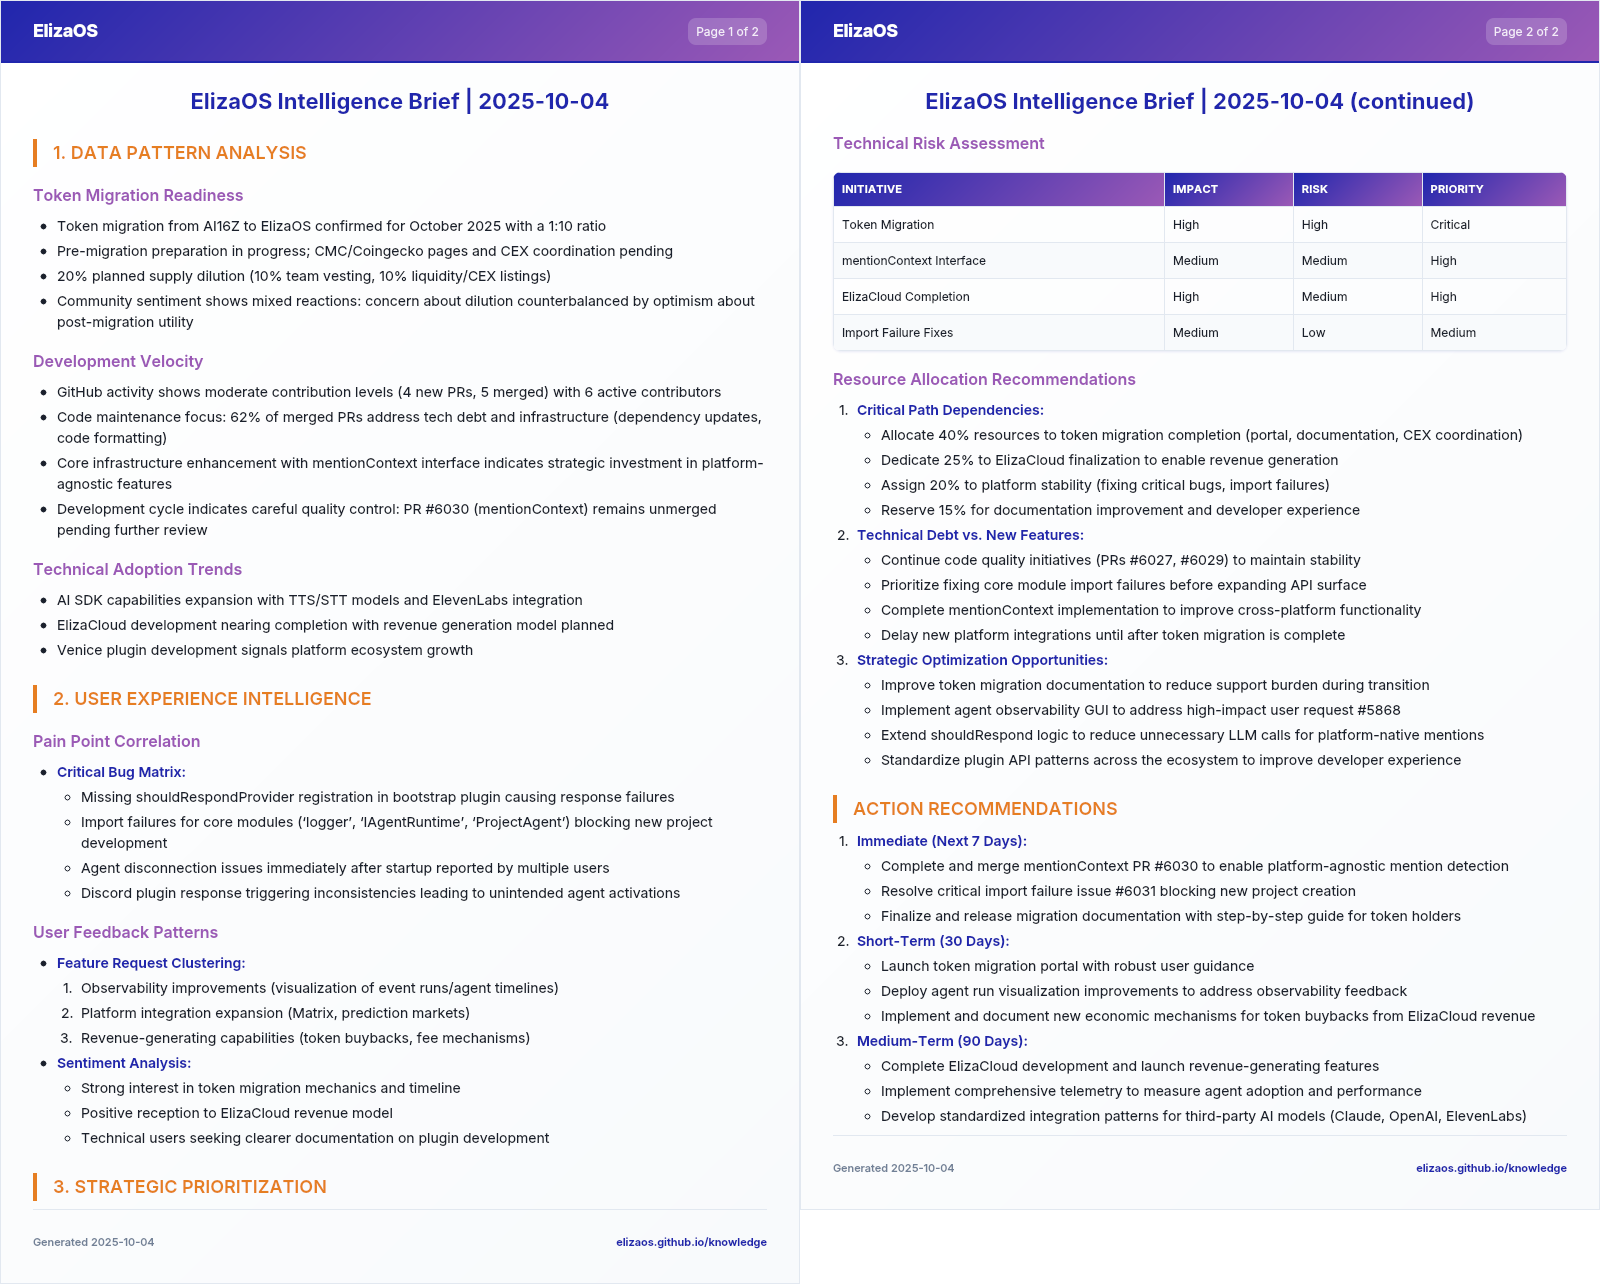 ElizaOS
Page 1 of 2
ElizaOS Intelligence Brief | 2025-10-04
1. DATA PATTERN ANALYSIS
Token Migration Readiness
• Token migration from AI16Z to ElizaOS confirmed for October 2025 with a 1:10 ratio
• Pre-migration preparation in progress; CMC/Coingecko pages and CEX coordination pending
• 20% planned supply dilution (10% team vesting, 10% liquidity/CEX listings)
• Community sentiment shows mixed reactions: concern about dilution counterbalanced by optimism about
post-migration utility
Development Velocity
• GitHub activity shows moderate contribution levels (4 new PRs, 5 merged) with 6 active contributors
• Code maintenance focus: 62% of merged PRs address tech debt and infrastructure (dependency updates,
code formatting)
• Core infrastructure enhancement with mentionContext interface indicates strategic investment in platform-
agnostic features
• Development cycle indicates careful quality control: PR #6030 (mentionContext) remains unmerged
pending further review
Technical Adoption Trends
• AI SDK capabilities expansion with TTS/STT models and ElevenLabs integration
• ElizaCloud development nearing completion with revenue generation model planned
• Venice plugin development signals platform ecosystem growth
2. USER EXPERIENCE INTELLIGENCE
Pain Point Correlation
• Critical Bug Matrix:
◦ Missing shouldRespondProvider registration in bootstrap plugin causing response failures
◦ Import failures for core modules (‘logger’, ‘IAgentRuntime’, ‘ProjectAgent’) blocking new project
development
◦ Agent disconnection issues immediately after startup reported by multiple users
◦ Discord plugin response triggering inconsistencies leading to unintended agent activations
User Feedback Patterns
• Feature Request Clustering:
1. Observability improvements (visualization of event runs/agent timelines)
2. Platform integration expansion (Matrix, prediction markets)
3. Revenue-generating capabilities (token buybacks, fee mechanisms)
• Sentiment Analysis:
◦ Strong interest in token migration mechanics and timeline
◦ Positive reception to ElizaCloud revenue model
◦ Technical users seeking clearer documentation on plugin development
3. STRATEGIC PRIORITIZATION
Generated 2025-10-04
elizaos.github.io/knowledge
ElizaOS
Page 2 of 2
ElizaOS Intelligence Brief | 2025-10-04 (continued)
Technical Risk Assessment
INITIATIVE IMPACT RISK PRIORITY
Token Migration High High Critical
mentionContext Interface Medium Medium High
ElizaCloud Completion High Medium High
Import Failure Fixes Medium Low Medium
Resource Allocation Recommendations
1. Critical Path Dependencies:
◦ Allocate 40% resources to token migration completion (portal, documentation, CEX coordination)
◦ Dedicate 25% to ElizaCloud finalization to enable revenue generation
◦ Assign 20% to platform stability (fixing critical bugs, import failures)
◦ Reserve 15% for documentation improvement and developer experience
2. Technical Debt vs. New Features:
◦ Continue code quality initiatives (PRs #6027, #6029) to maintain stability
◦ Prioritize fixing core module import failures before expanding API surface
◦ Complete mentionContext implementation to improve cross-platform functionality
◦ Delay new platform integrations until after token migration is complete
3. Strategic Optimization Opportunities:
◦ Improve token migration documentation to reduce support burden during transition
◦ Implement agent observability GUI to address high-impact user request #5868
◦ Extend shouldRespond logic to reduce unnecessary LLM calls for platform-native mentions
◦ Standardize plugin API patterns across the ecosystem to improve developer experience
ACTION RECOMMENDATIONS
1. Immediate (Next 7 Days):
◦ Complete and merge mentionContext PR #6030 to enable platform-agnostic mention detection
◦ Resolve critical import failure issue #6031 blocking new project creation
◦ Finalize and release migration documentation with step-by-step guide for token holders
2. Short-Term (30 Days):
◦ Launch token migration portal with robust user guidance
◦ Deploy agent run visualization improvements to address observability feedback
◦ Implement and document new economic mechanisms for token buybacks from ElizaCloud revenue
3. Medium-Term (90 Days):
◦ Complete ElizaCloud development and launch revenue-generating features
◦ Implement comprehensive telemetry to measure agent adoption and performance
◦ Develop standardized integration patterns for third-party AI models (Claude, OpenAI, ElevenLabs)
Generated 2025-10-04
elizaos.github.io/knowledge